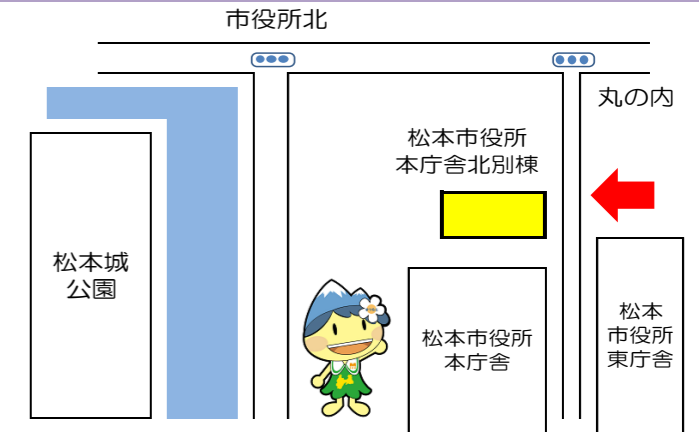 市役所北
丸の内
松本市役所
本庁舎北別棟
松本城
公園
松本市役所
本庁舎
松本
市役所
東庁舎